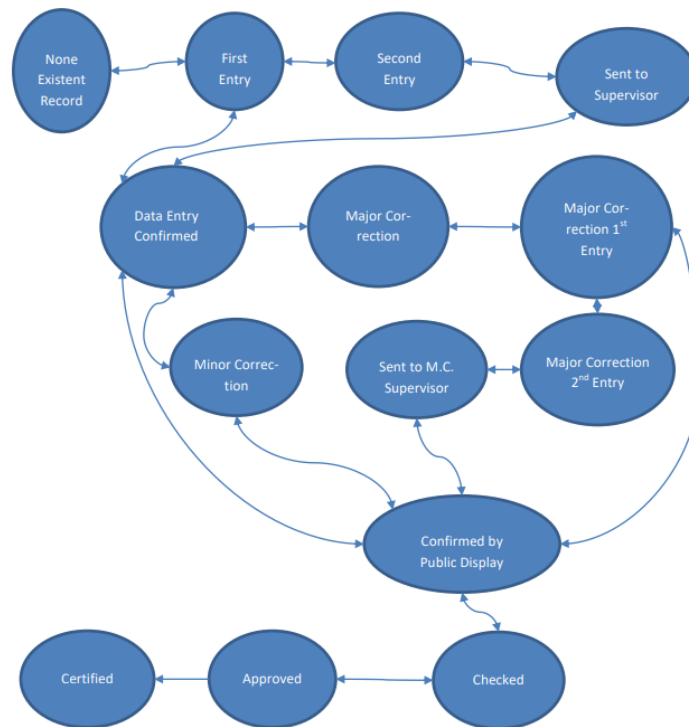 None
Existent
Record
First
Entry
Second
Entry
Sent to
Supervisor
Data Entry
Confirmed
Major Cor-
rection
Major Cor-
rection 1st
Entry
Minor Correc-
tion
Sent to M.C.
Supervisor
Major Correction
2nd Entry
Confirmed by
Public Display
Certified
Approved
Checked